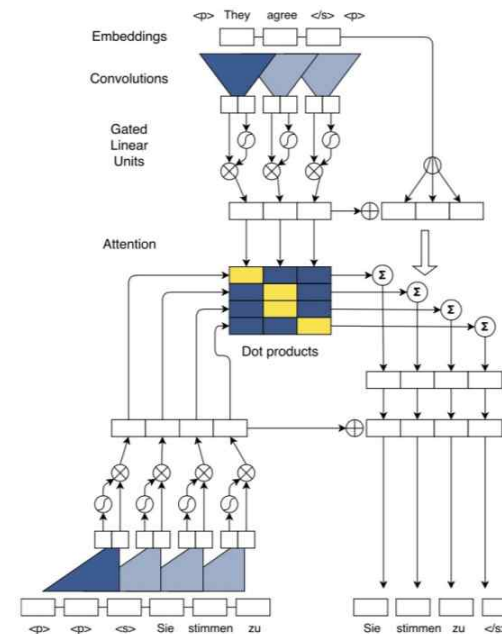 <p> They agree </s> <p>
Embeddings
Convolutions
Gated
Linear
Units
Attention
Σ
Σ
Σ
Σ
Dot products
<p> <p> <s> Sie stimmen zu
Sie stimmen zu </s>